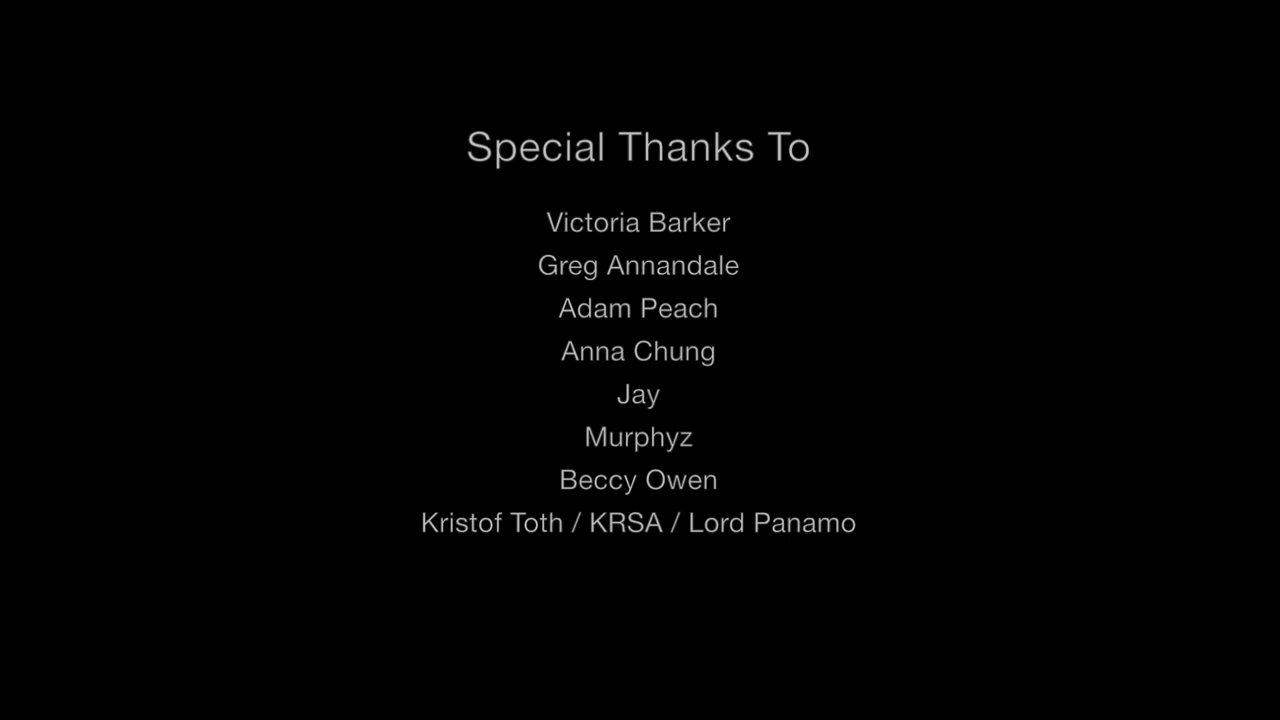 Special Thanks To
Victoria Barker
Greg Annandale
Adam Peach
Anna Chung
Jay
Murphyz
Beccy Owen
Kristof Toth / KRSA / Lord Panamo